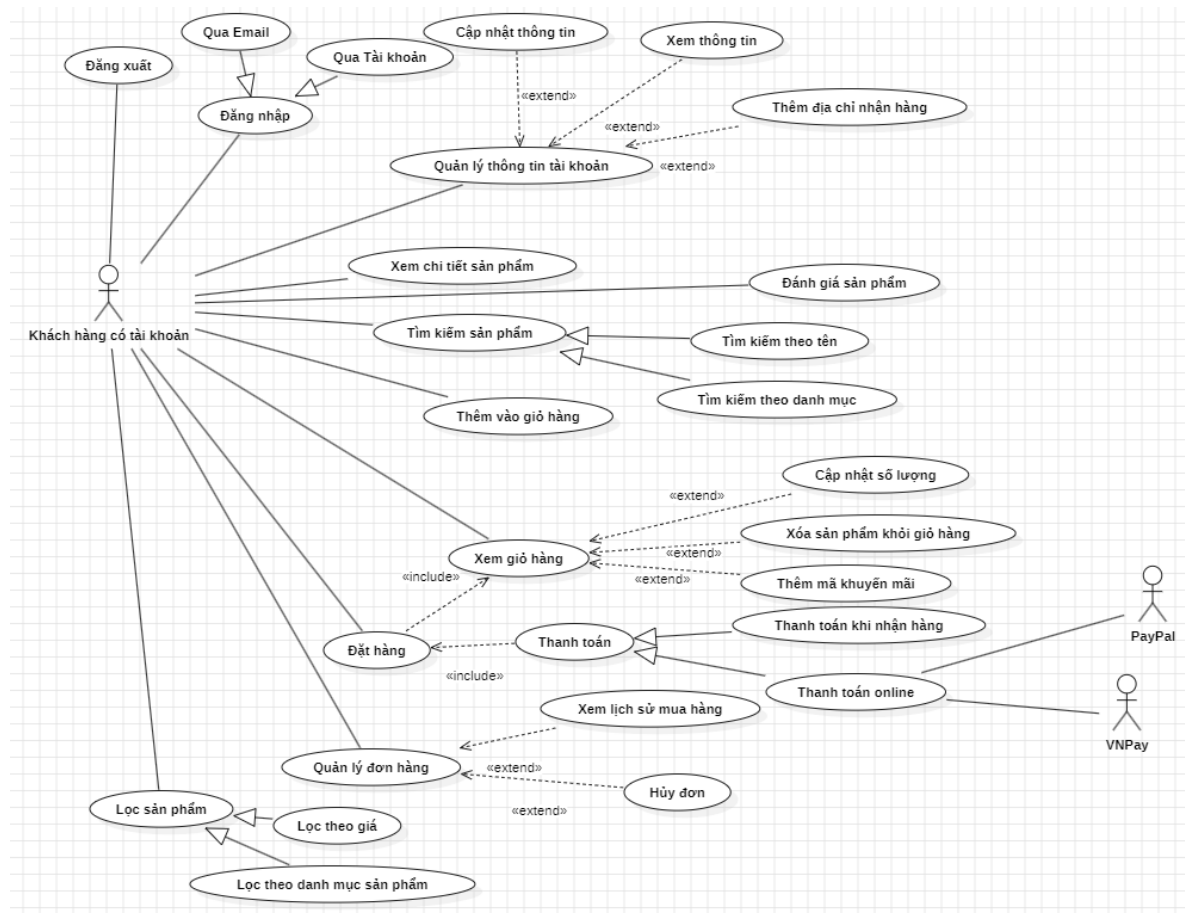 Qua Email
Cập nhật thông tin
Xem thông tin
Qua Tài khoản
Đăng xuất
«extend»
Thêm địa chỉ nhận hàng
Đăng nhập
«extend»
Quản lý thông tin tài khoản
«extend»
Xem chi tiết sản phẩm
Đánh giá sản phẩm
Khách hàng có tài khoản
Tìm kiếm sản phẩm
Tìm kiếm theo tên
Tìm kiếm theo danh mục
Thêm vào giỏ hàng
Cập nhật số lượng
«extend»
Xóa sản phẩm khỏi giỏ hàng
Xem giỏ hàng
«extend»
«include»
«extend»
Thêm mã khuyến mãi
Thanh toán khi nhận hàng
PayPal
Đặt hàng
Thanh toán
«include»
Thanh toán online
Xem lịch sử mua hàng
VNPay
Quản lý đơn hàng
«extend»
Hủy đơn
«extend»
Lọc sản phẩm
Lọc theo giá
Lọc theo danh mục sản phẩm